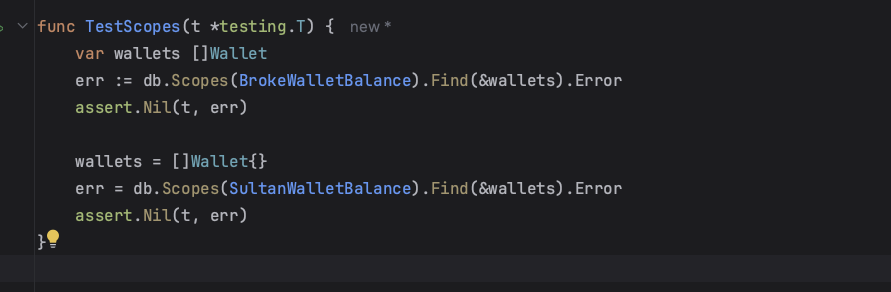 func TestScopes(t *testing.T) { new *
    var wallets []Wallet
    err := db.Scopes(BrokeWalletBalance).Find(&wallets).Error
    assert.Nil(t, err)

    wallets = []Wallet{}
    err = db.Scopes(SultanWalletBalance).Find(&wallets).Error
    assert.Nil(t, err)
}